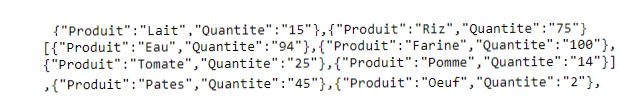 {"Produit":"Lait","Quantite":"15"},{"Produit":"Riz","Quantite":"75"}
[{"Produit":"Eau","Quantite":"94"},{"Produit":"Farine","Quantite":"100"},
{"Produit":"Tomate","Quantite":"25"},{"Produit":"Pomme","Quantite":"14"}]
,{"Produit":"Pates","Quantite":"45"},{"Produit":"Oeuf","Quantite":"2"},